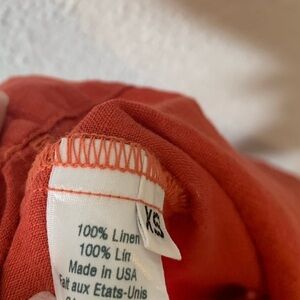 100% Linen
100% Lin
Made in USA
Fait aux Etats-Unis
XS